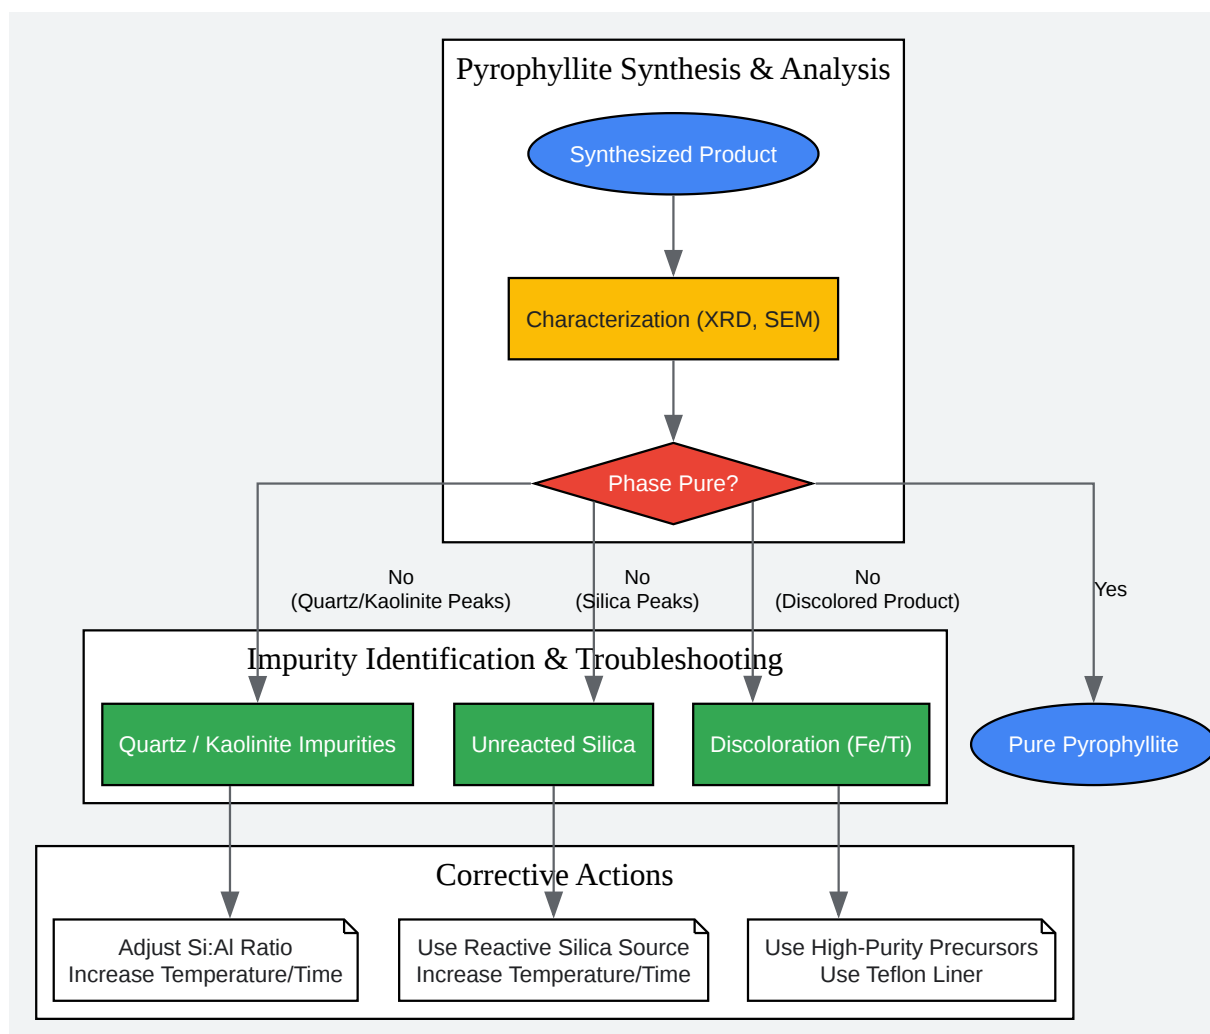 Pyrophyllite Synthesis & Analysis
Synthesized Product
Characterization (XRD, SEM)
Phase Pure?
No
(Quartz/Kaolinite Peaks)
No
(Silica Peaks)
No
(Discolored Product)
Yes
Impurity Identification & Troubleshooting
Quartz / Kaolinite Impurities
Unreacted Silica
Discoloration (Fe/Ti)
Pure Pyrophyllite
Corrective Actions
Adjust Si:Al Ratio
Increase Temperature/Time
Use Reactive Silica Source
Increase Temperature/Time
Use High-Purity Precursors
Use Teflon Liner